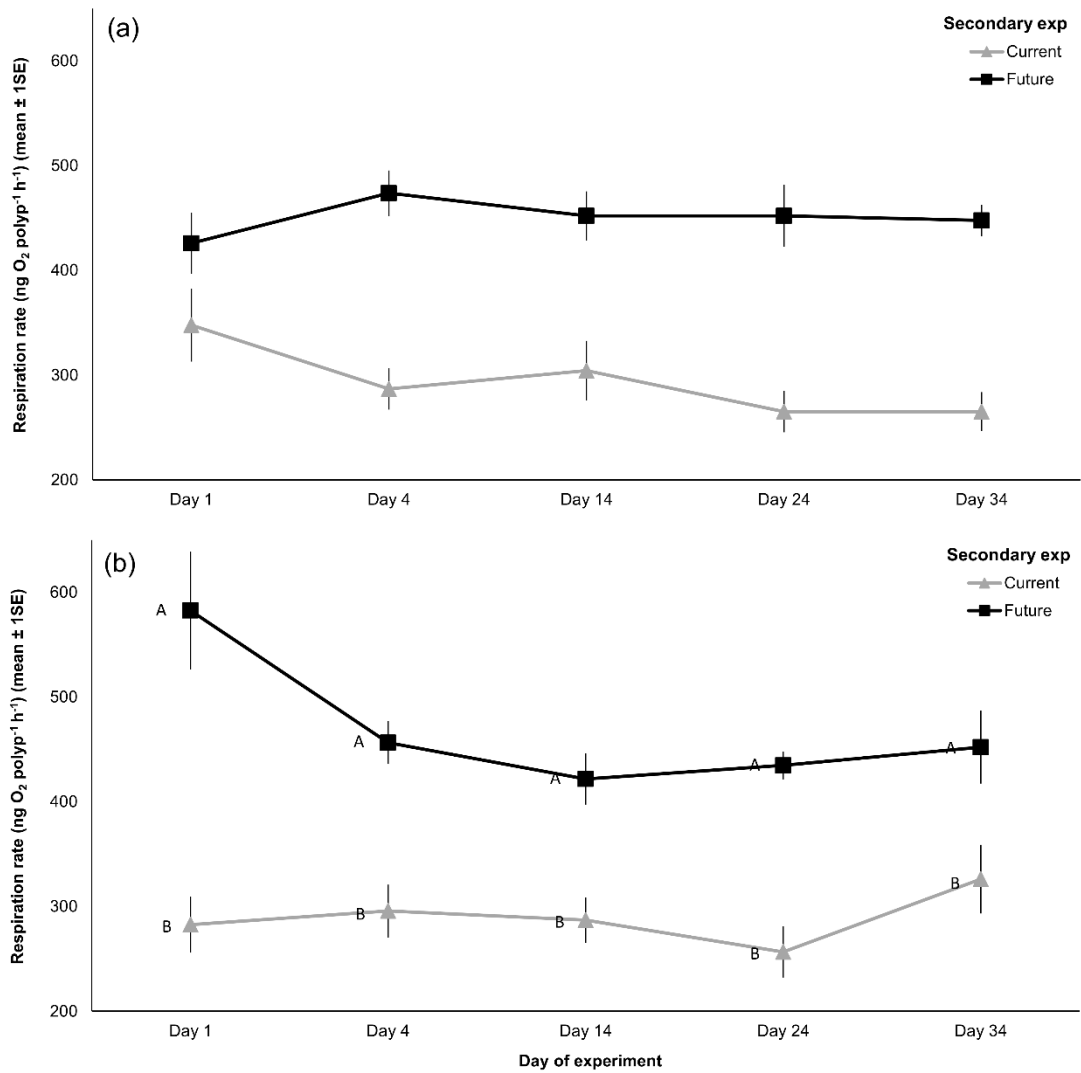 (a)
Secondary exp
Current
Future
Respiration rate (ng O₂ polyp⁻¹ h⁻¹) (mean ± 1SE)
600
500
400
300
200
Day 1 Day 4 Day 14 Day 24 Day 34
(b)
Secondary exp
Current
Future
Respiration rate (ng O₂ polyp⁻¹ h⁻¹) (mean ± 1SE)
600
A
500
A A A A
400
300
B B B B B
200
Day 1 Day 4 Day 14 Day 24 Day 34
Day of experiment